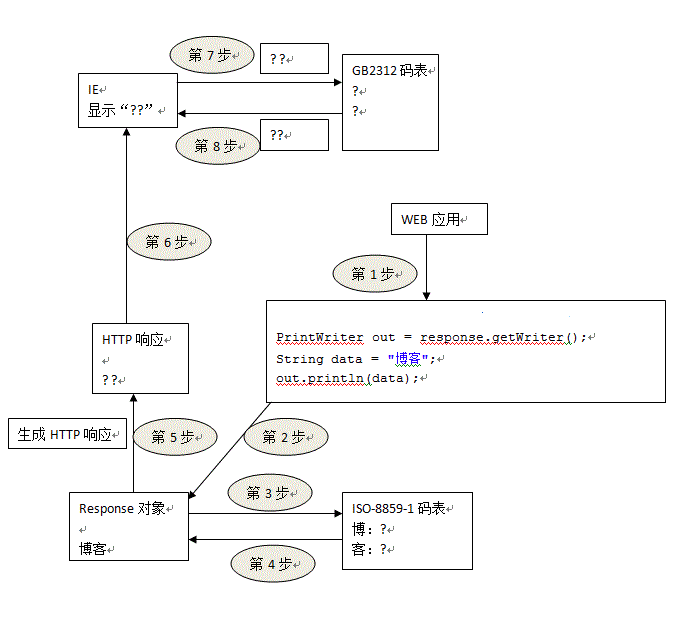 第 7 步
??
GB2312 码表
?
?
IE
显示“??”
??
第 8 步
WEB 应用
第 6 步
第 1 步
PrintWriter out = response.getWriter();
String data = "博客";
out.println(data);
HTTP 响应
??
生成 HTTP 响应
第 5 步
第 2 步
第 3 步
Response 对象
博客
ISO-8859-1 码表
博：?
客：?
第 4 步